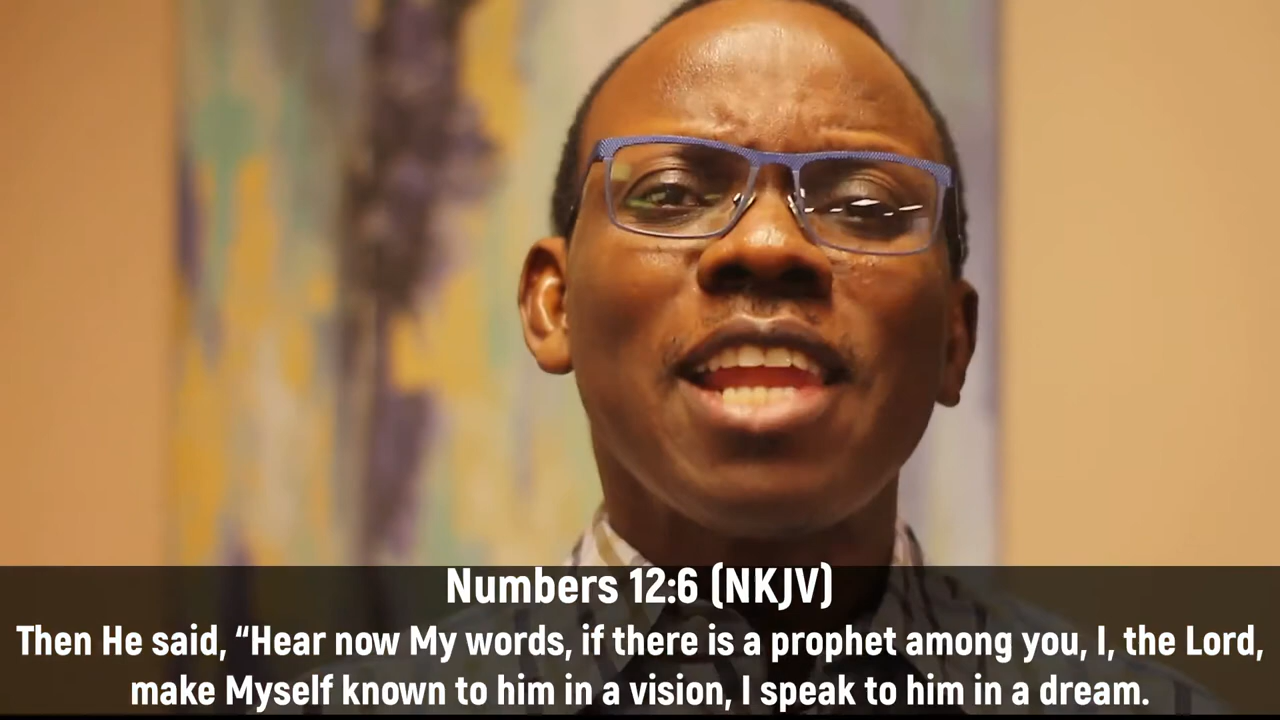 Numbers 12:6 (NKJV)
Then He said, “Hear now My words, if there is a prophet among you, I, the Lord,
make Myself known to him in a vision, I speak to him in a dream.